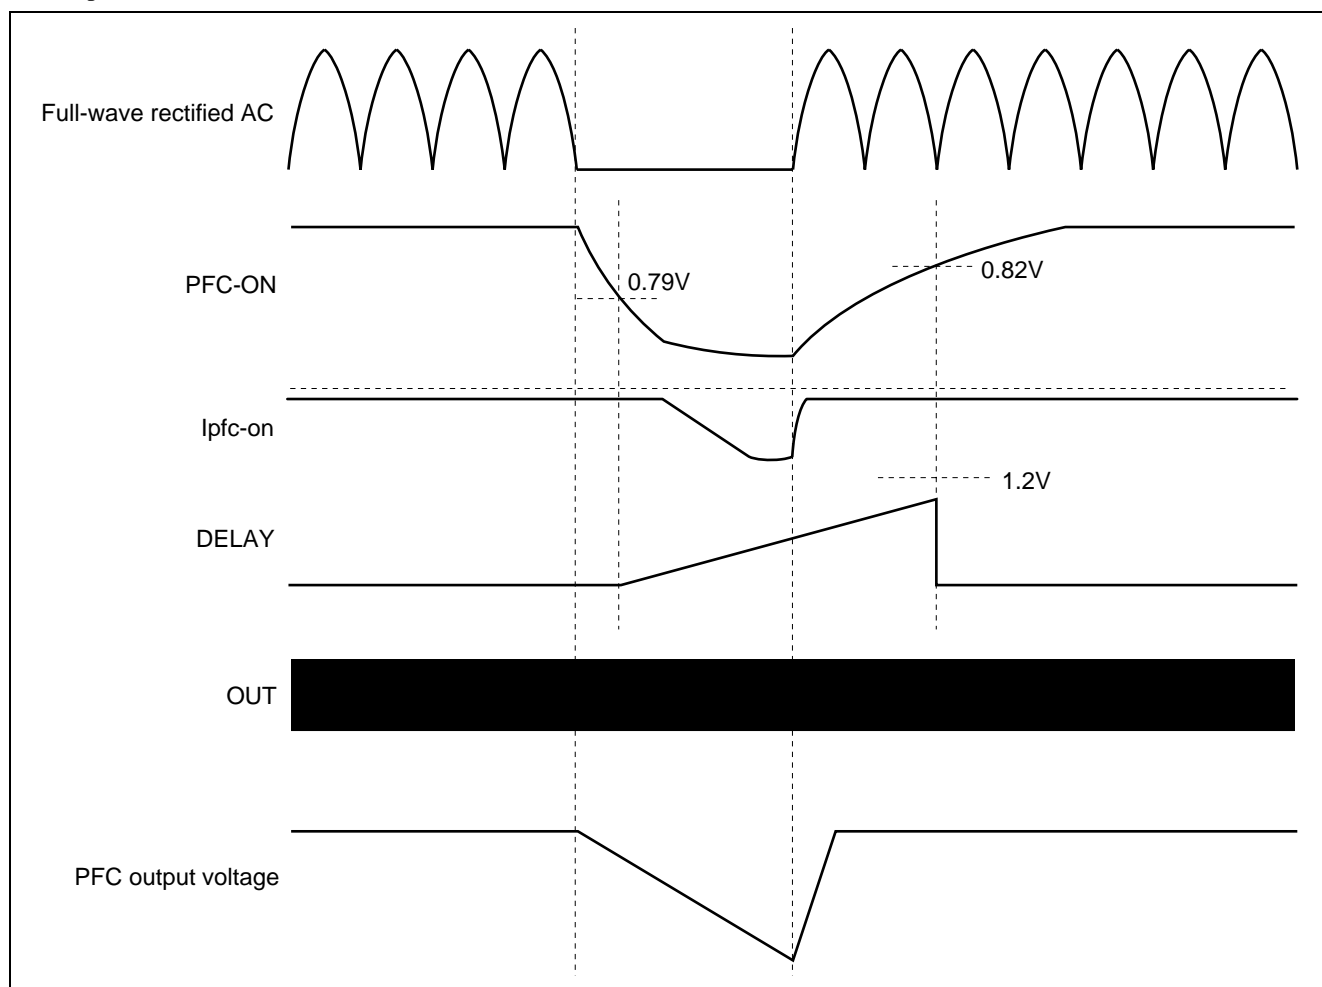 Full-wave rectified AC
PFC-ON
0.79V
0.82V
Ipfc-on
1.2V
DELAY
OUT
PFC output voltage